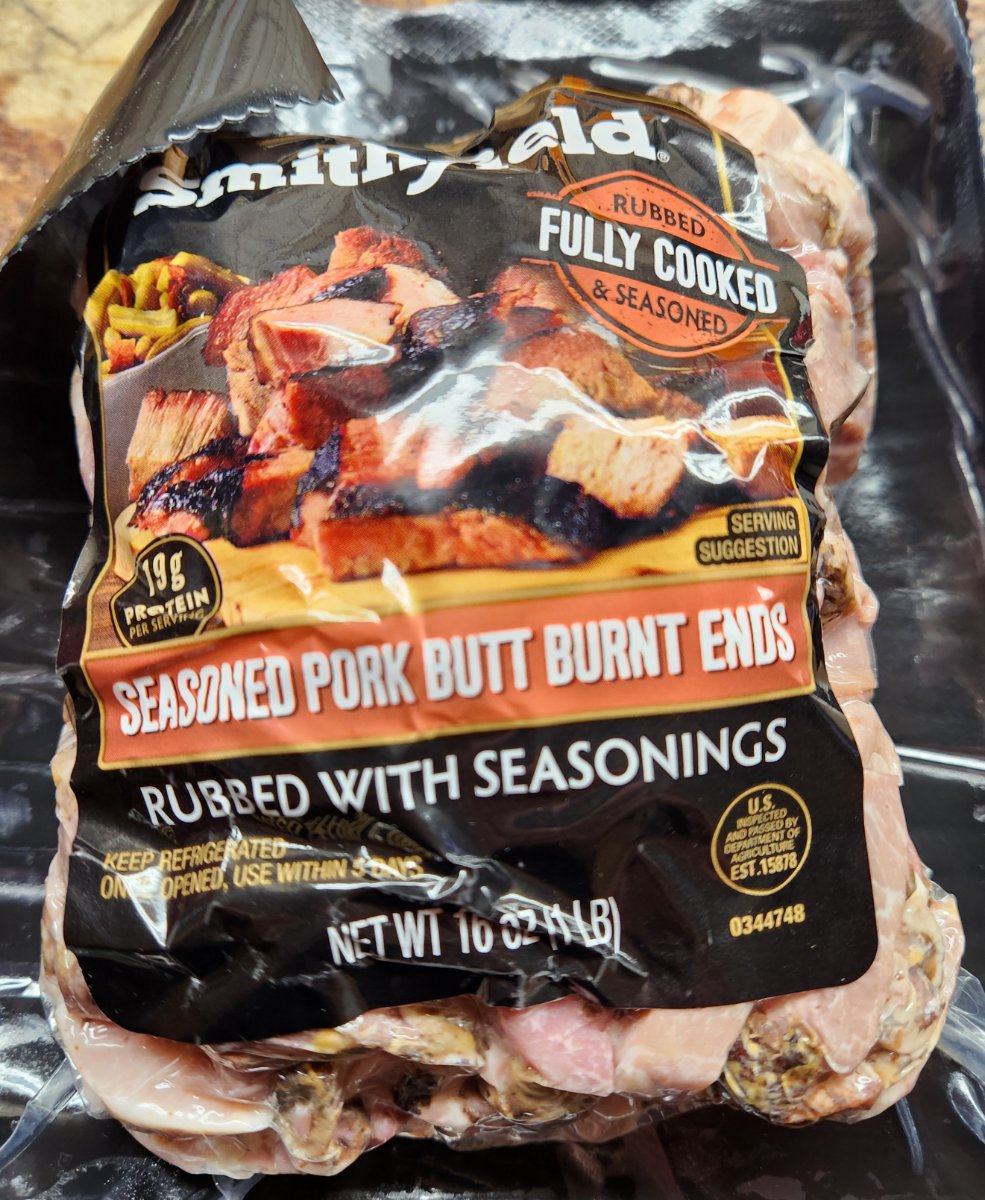 Smithfield®
RUBBED
FULLY COOKED
& SEASONED
SERVING
SUGGESTION
19g
PROTEIN
PER SERVING
SEASONED PORK BUTT BURNT ENDS
RUBBED WITH SEASONINGS
KEEP REFRIGERATED
ONCE OPENED, USE WITHIN 5 DAYS
U.S.
INSPECTED
AND PASSED BY
DEPARTMENT OF
AGRICULTURE
EST.15878
NET WT 16 OZ (1 LB)
0344748